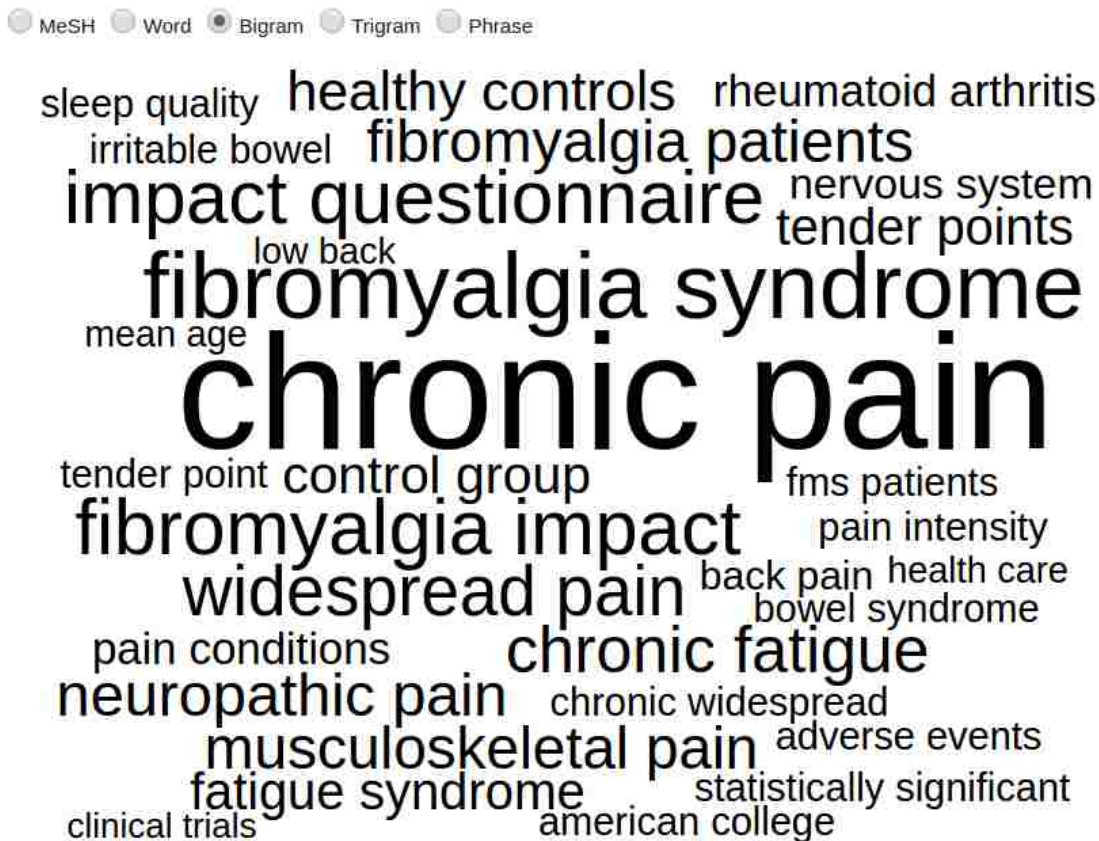 MeSH Word Bigram Trigram Phrase
sleep quality healthy controls rheumatoid arthritis
irritable bowel fibromyalgia patients
impact questionnaire nervous system
tender points
low back
fibromyalgia syndrome
mean age
chronic pain
tender point control group fms patients
fibromyalgia impact pain intensity
widespread pain back pain health care
bowel syndrome
pain conditions chronic fatigue
neuropathic pain chronic widespread
musculoskeletal pain adverse events
fatigue syndrome statistically significant
clinical trials american college